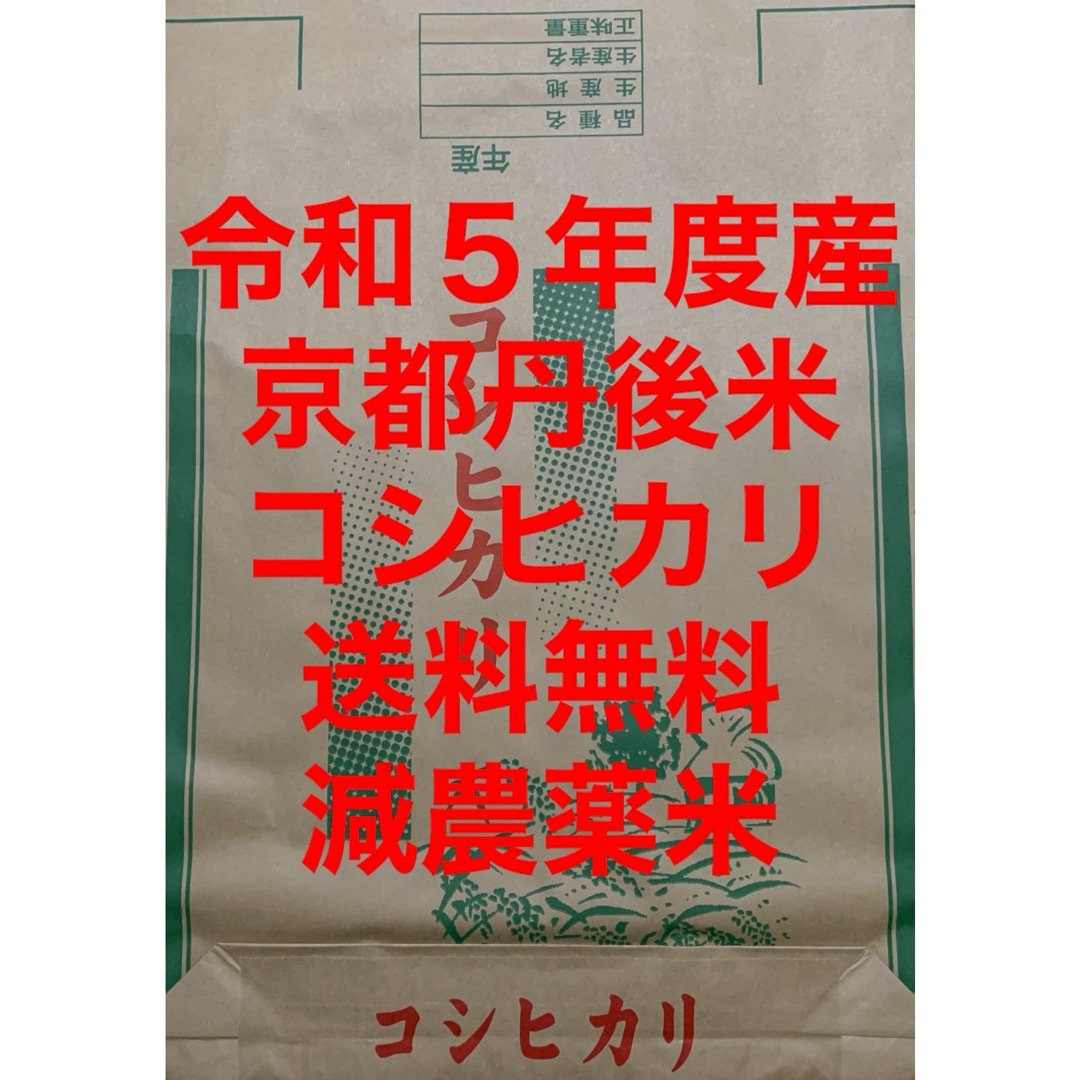 正味重量
生産者名
生産地
品種名
年産
令和5年度産
京都丹後米
コシヒカリ
送料無料
減農薬米
コシヒカリ
コシヒカリ